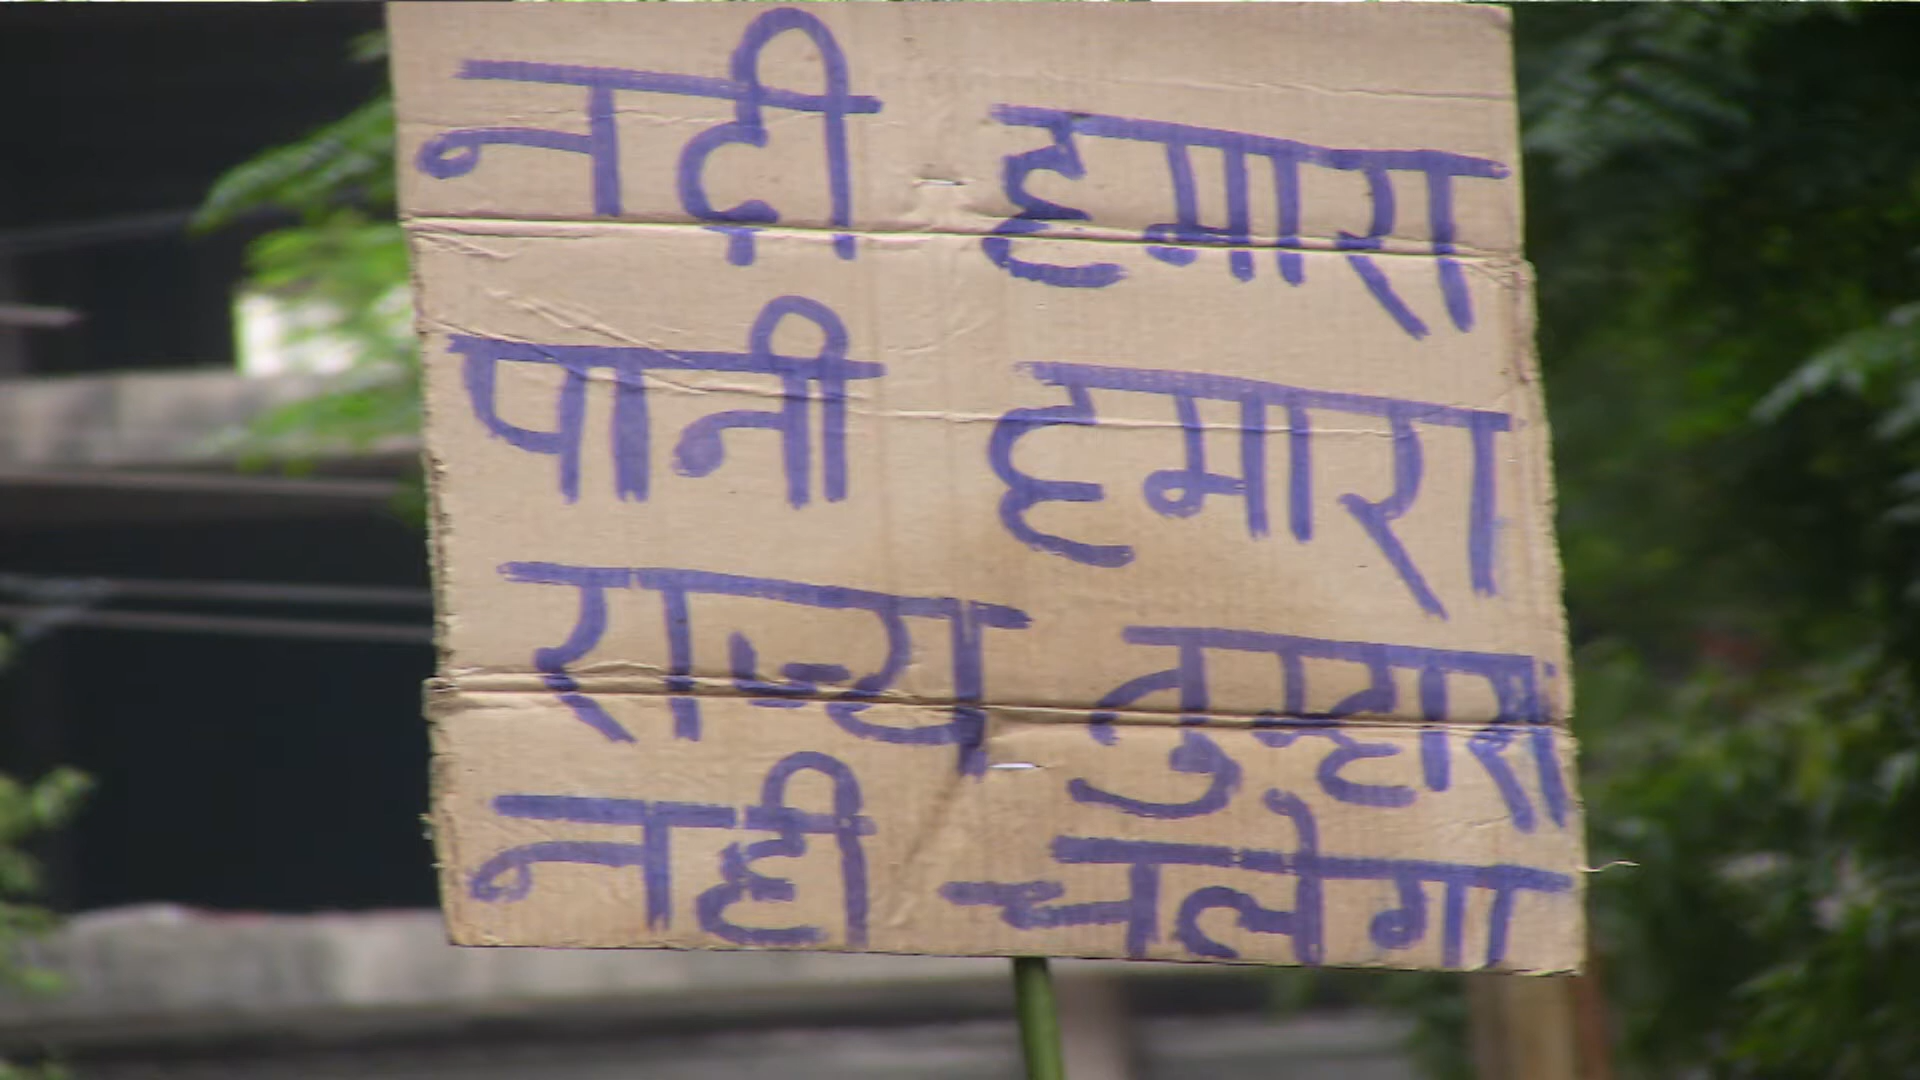 नदी हमारा
पानी हमारा
राज्य तुम्हारा
नही चलेगा